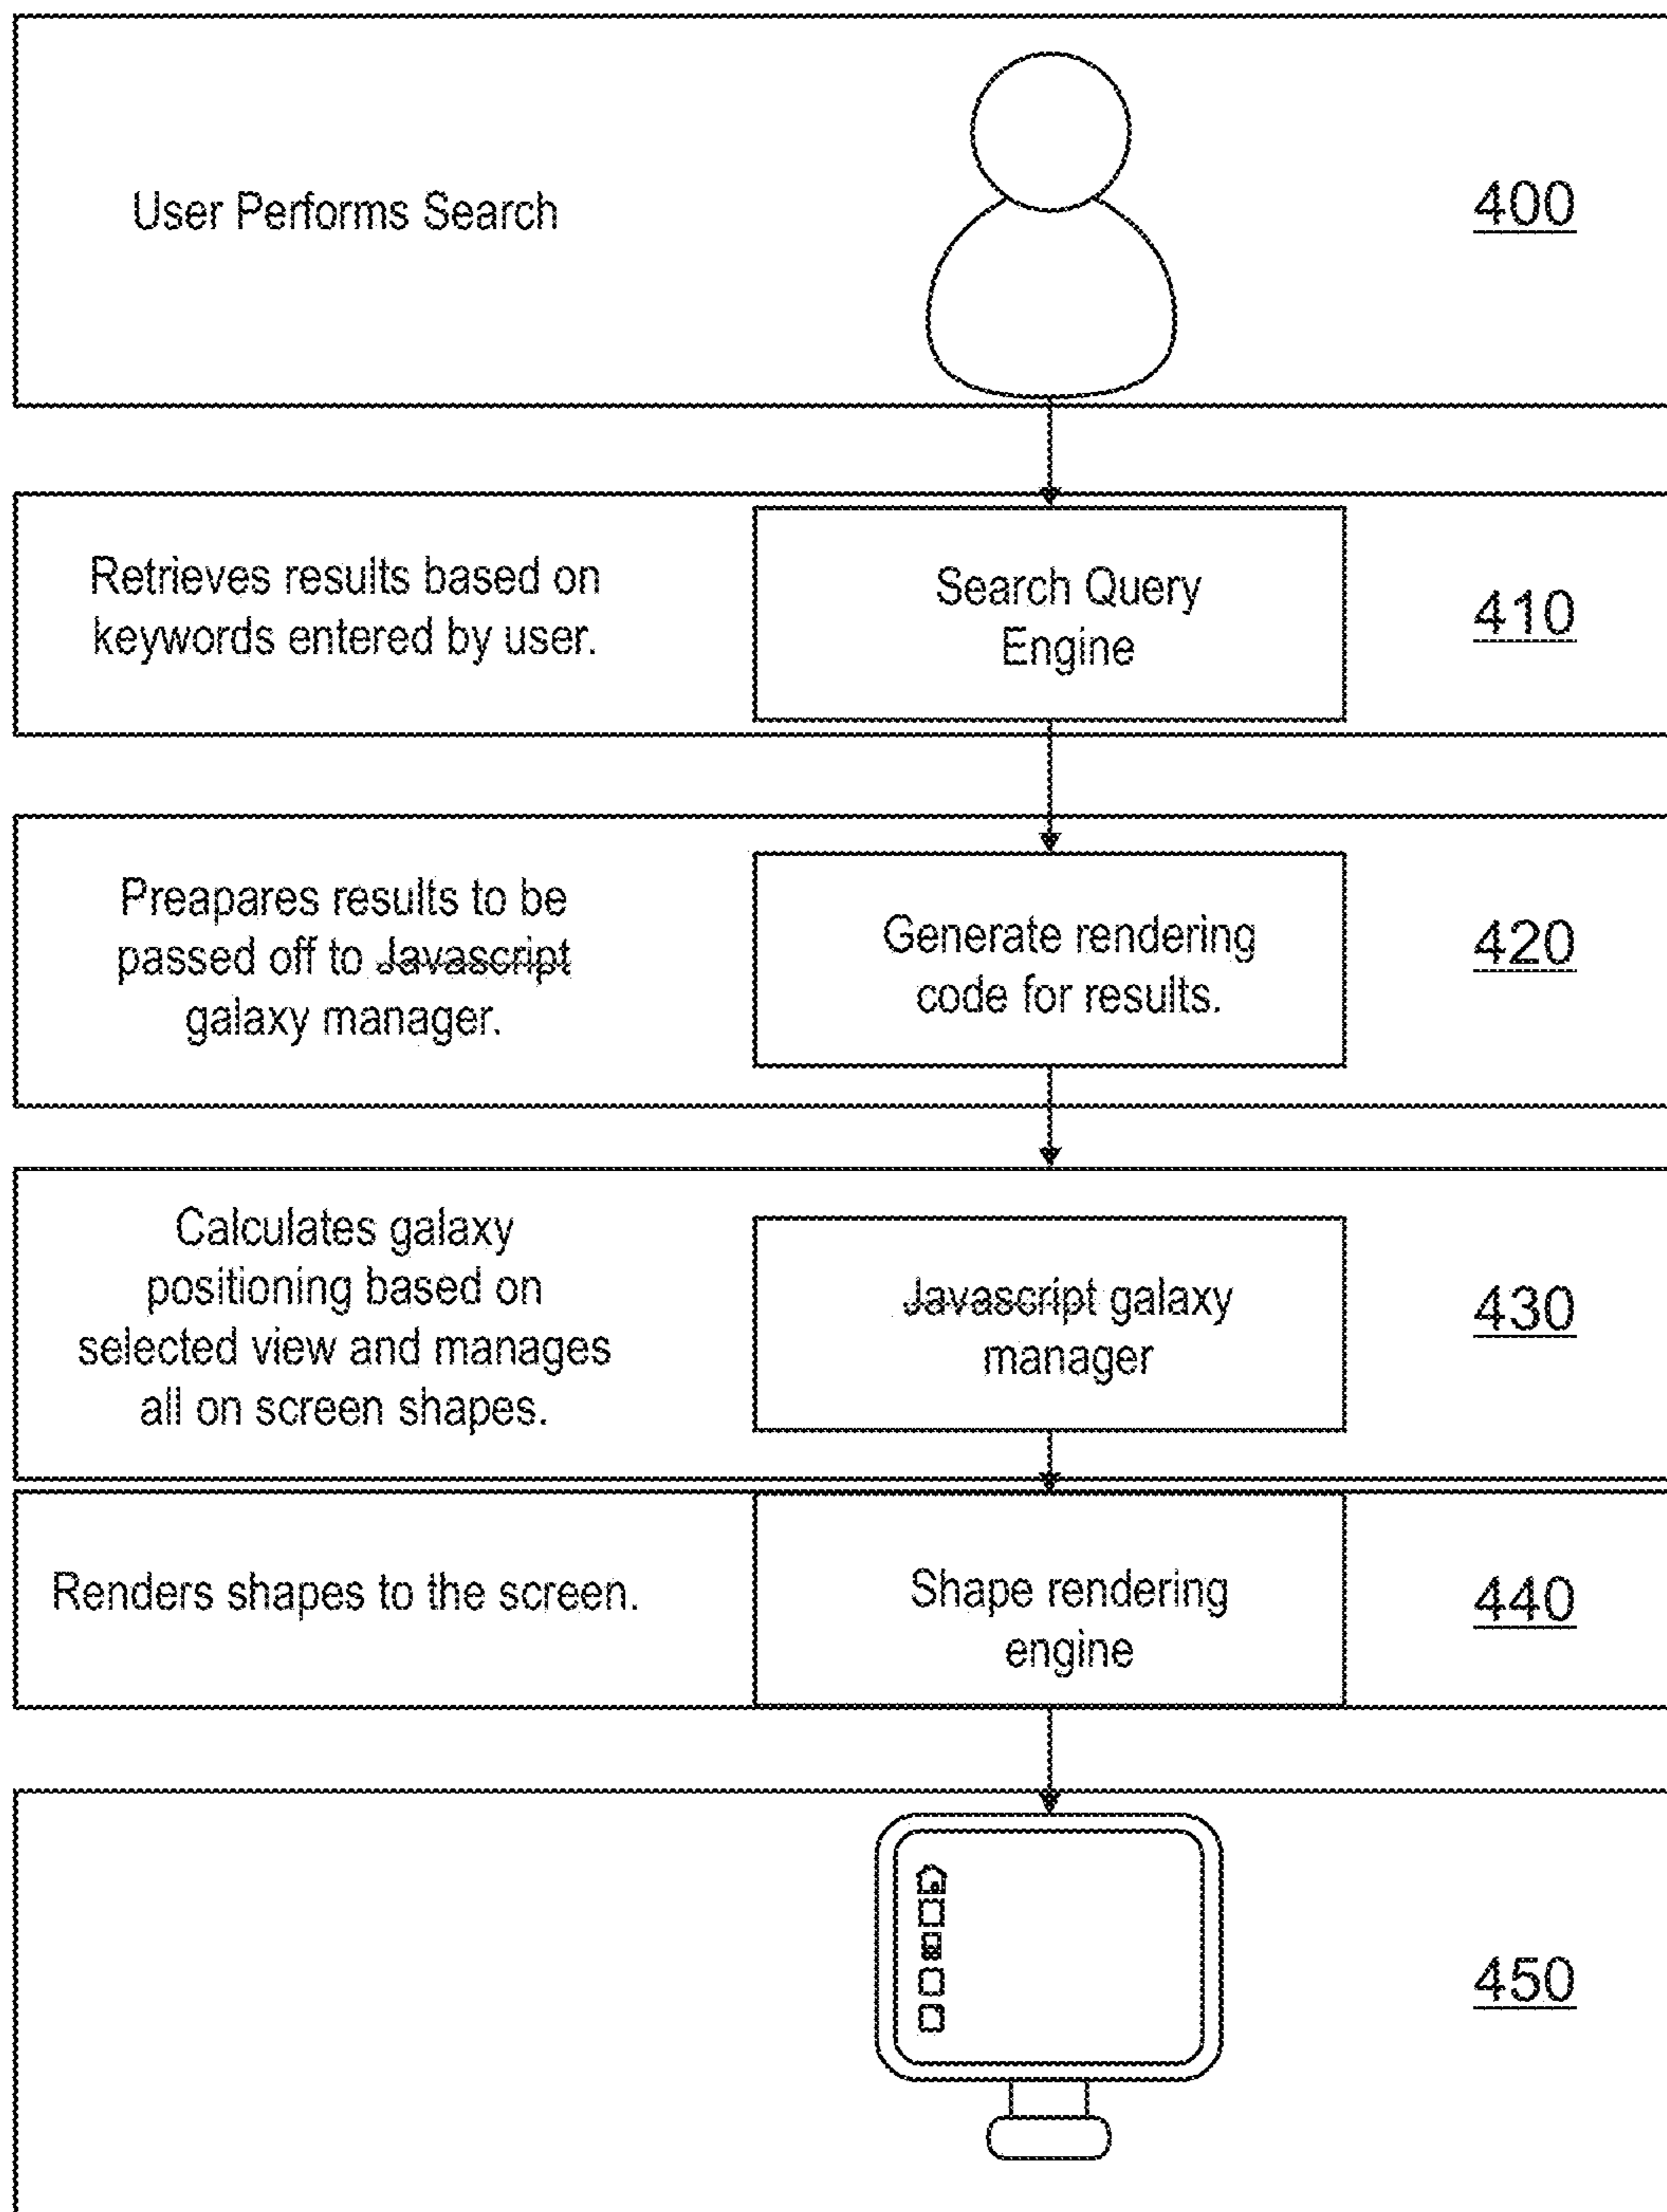 User Performs Search
400
Retrieves results based on
keywords entered by user.
Search Query
Engine
410
Preapares results to be
passed off to Javascript
galaxy manager.
Generate rendering
code for results.
420
Calculates galaxy
positioning based on
selected view and manages
all on screen shapes.
Javascript galaxy
manager
430
Renders shapes to the screen.
Shape rendering
engine
440
450